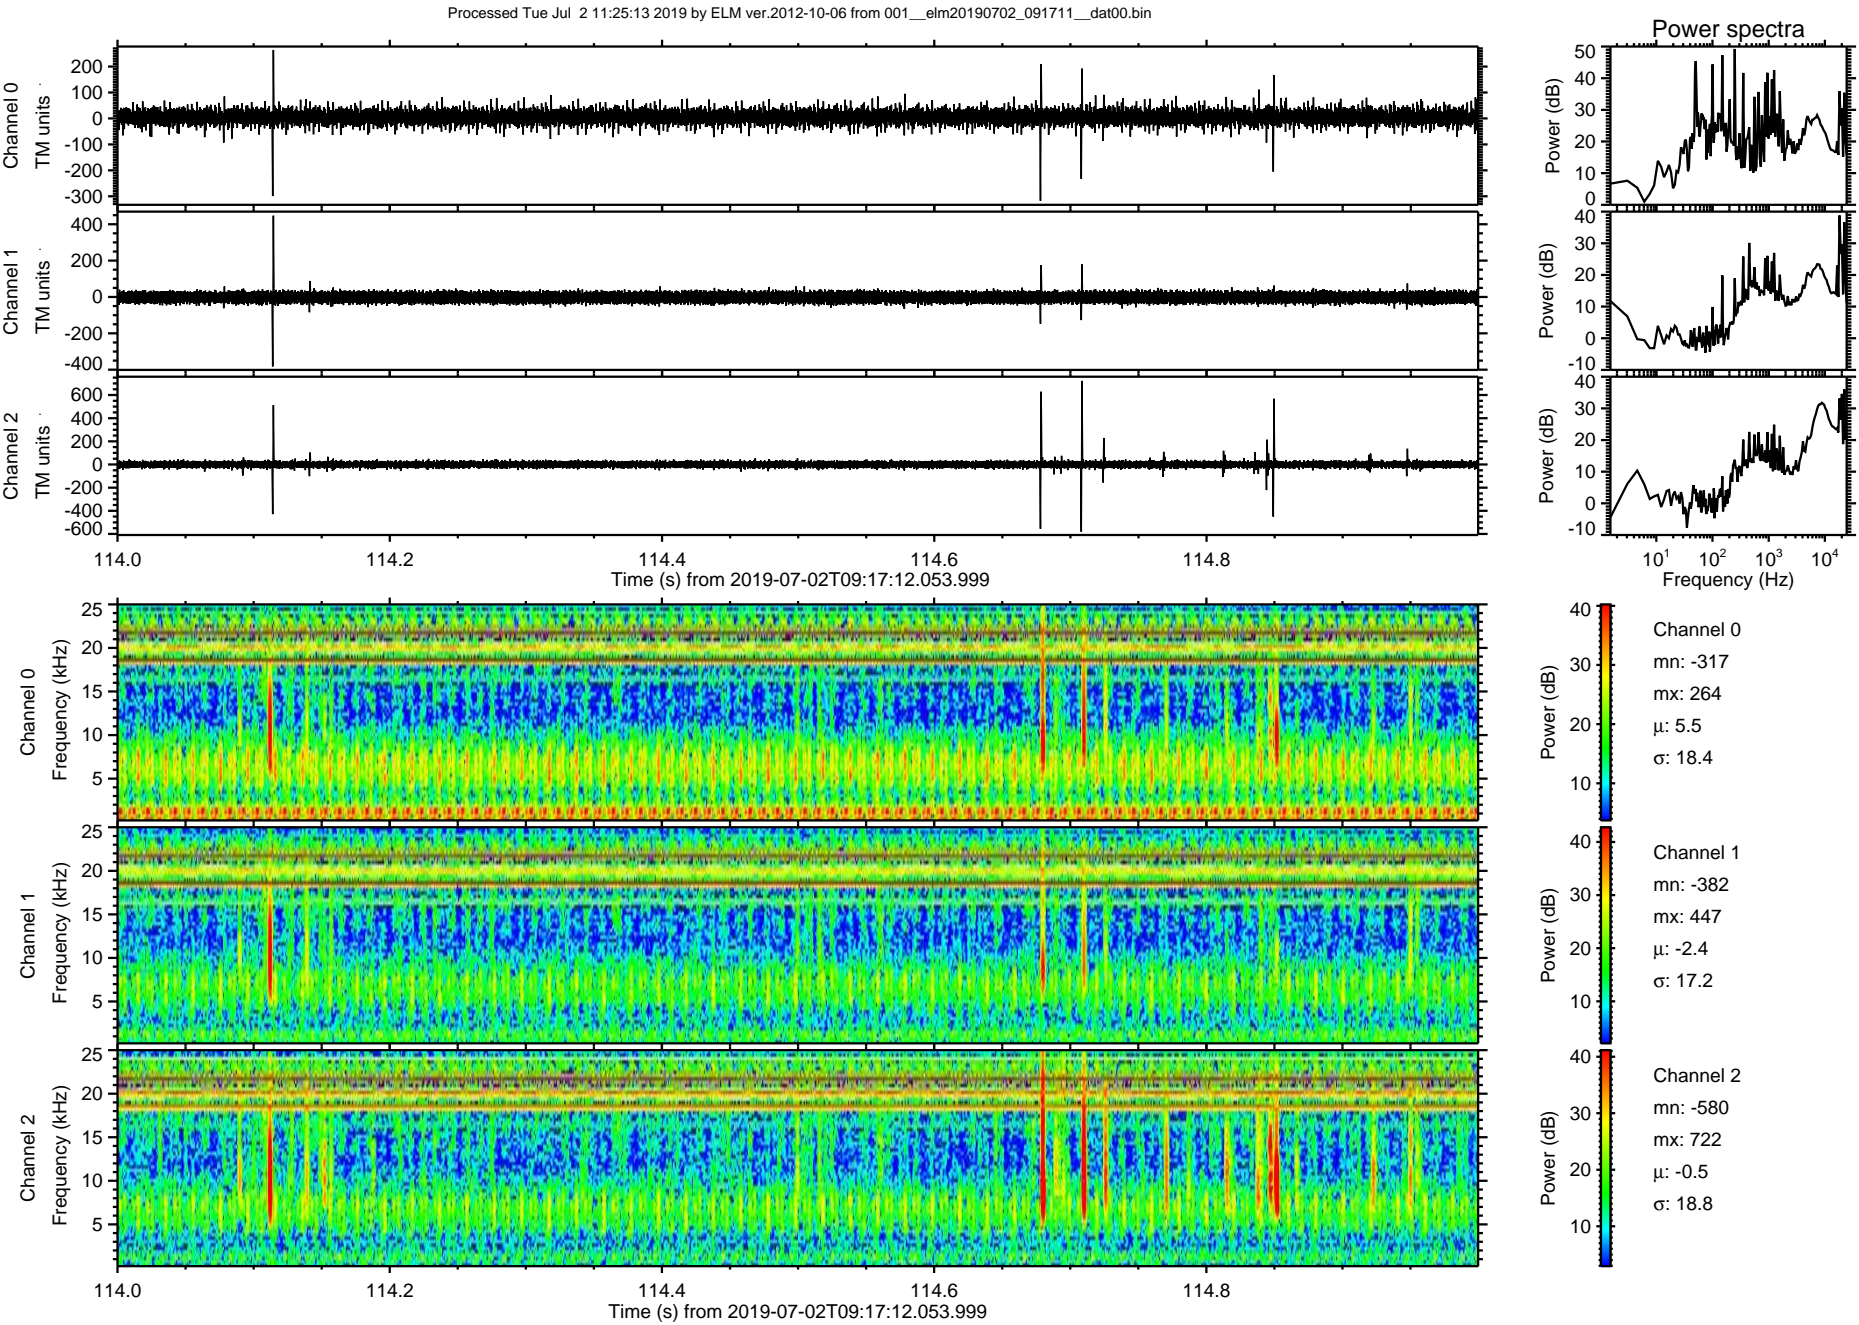 Processed Tue Jul  2 11:25:13 2019 by ELM ver.2012-10-06 from 001__elm20190702_091711__dat00.bin
Power spectra
Channel 0
TM units
200
100
0
-100
-200
-300
Power (dB)
50
40
30
20
10
0
Channel 1
TM units
400
200
0
-200
-400
Power (dB)
40
30
20
10
0
-10
Channel 2
TM units
600
400
200
0
-200
-400
-600
Power (dB)
40
30
20
10
0
-10
114.0 114.2 114.4 114.6 114.8
Time (s) from 2019-07-02T09:17:12.053.999
10^1 10^2 10^3 10^4
Frequency (Hz)
Channel 0
Frequency (kHz)
25
20
15
10
5
Power (dB)
40
30
20
10
Channel 0
mn: -317
mx: 264
μ: 5.5
σ: 18.4
Channel 1
Frequency (kHz)
25
20
15
10
5
Power (dB)
40
30
20
10
Channel 1
mn: -382
mx: 447
μ: -2.4
σ: 17.2
Channel 2
Frequency (kHz)
25
20
15
10
5
Power (dB)
40
30
20
10
Channel 2
mn: -580
mx: 722
μ: -0.5
σ: 18.8
114.0 114.2 114.4 114.6 114.8
Time (s) from 2019-07-02T09:17:12.053.999